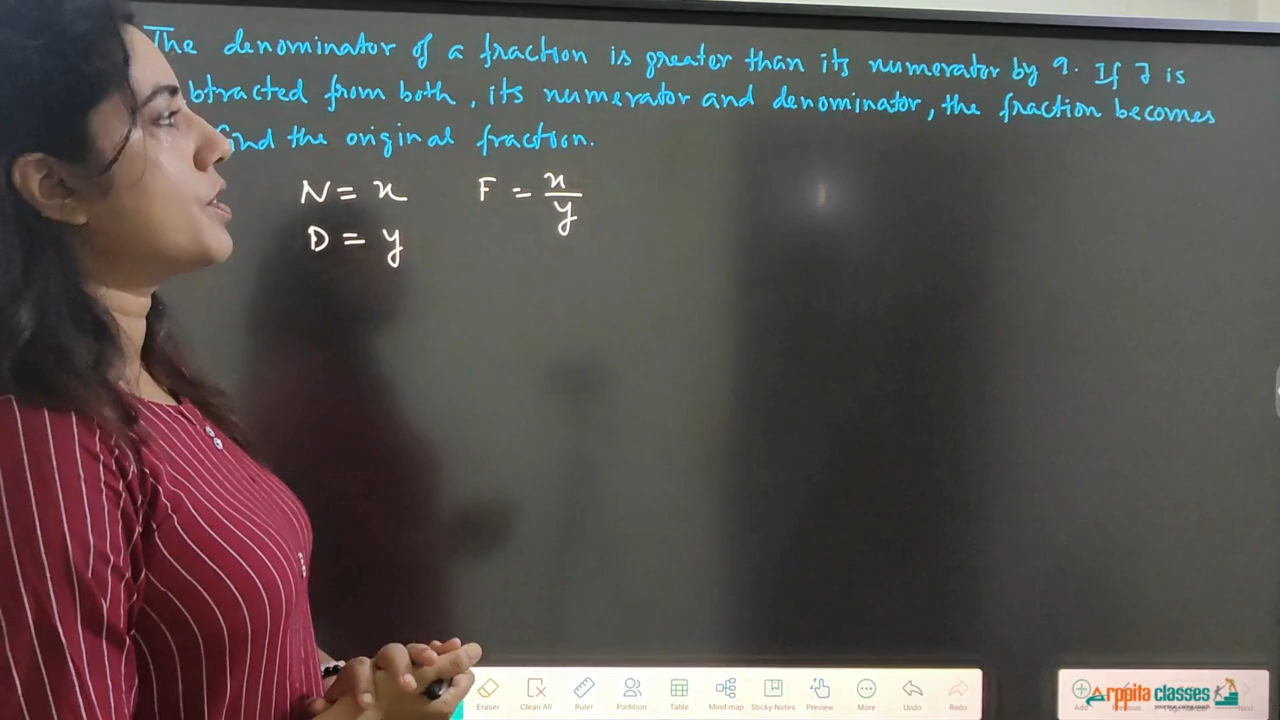 The denominator of a fraction is greater than its numerator by 9. If 7 is
btracted from both, its numerator and denominator, the fraction becomes
ind the original fraction.
N = x F = x/y
D = y
Eraser Clean All Ruler Partition Table Mind map Sticky-Notes Preview More Undo Redo Add
Arppita classes